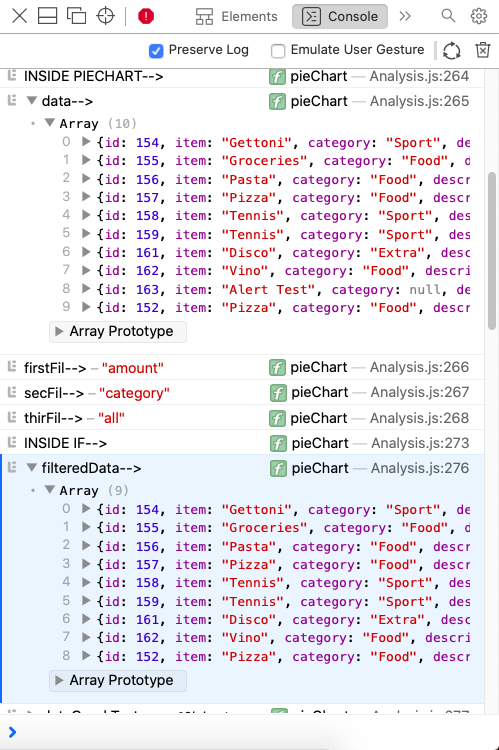 Elements Console
Preserve Log Emulate User Gesture
INSIDE PIECHART--> f pieChart — Analysis.js:264
data--> f pieChart — Analysis.js:265
Array (10)
0 {id: 154, item: "Gettoni", category: "Sport", de
1 {id: 155, item: "Groceries", category: "Food", d
2 {id: 156, item: "Pasta", category: "Food", descr
3 {id: 157, item: "Pizza", category: "Food", descr
4 {id: 158, item: "Tennis", category: "Sport", des
5 {id: 159, item: "Tennis", category: "Sport", des
6 {id: 161, item: "Disco", category: "Extra", desc
7 {id: 162, item: "Vino", category: "Food", descri
8 {id: 163, item: "Alert Test", category: null, de
9 {id: 152, item: "Pizza", category: "Food", descr
Array Prototype
firstFil--> – "amount" f pieChart — Analysis.js:266
secFil--> – "category" f pieChart — Analysis.js:267
thirFil--> – "all" f pieChart — Analysis.js:268
INSIDE IF--> f pieChart — Analysis.js:273
filteredData--> f pieChart — Analysis.js:276
Array (9)
0 {id: 154, item: "Gettoni", category: "Sport", de
1 {id: 155, item: "Groceries", category: "Food", d
2 {id: 156, item: "Pasta", category: "Food", descr
3 {id: 157, item: "Pizza", category: "Food", descr
4 {id: 158, item: "Tennis", category: "Sport", des
5 {id: 159, item: "Tennis", category: "Sport", des
6 {id: 161, item: "Disco", category: "Extra", desc
7 {id: 162, item: "Vino", category: "Food", descri
8 {id: 152, item: "Pizza", category: "Food", descr
Array Prototype